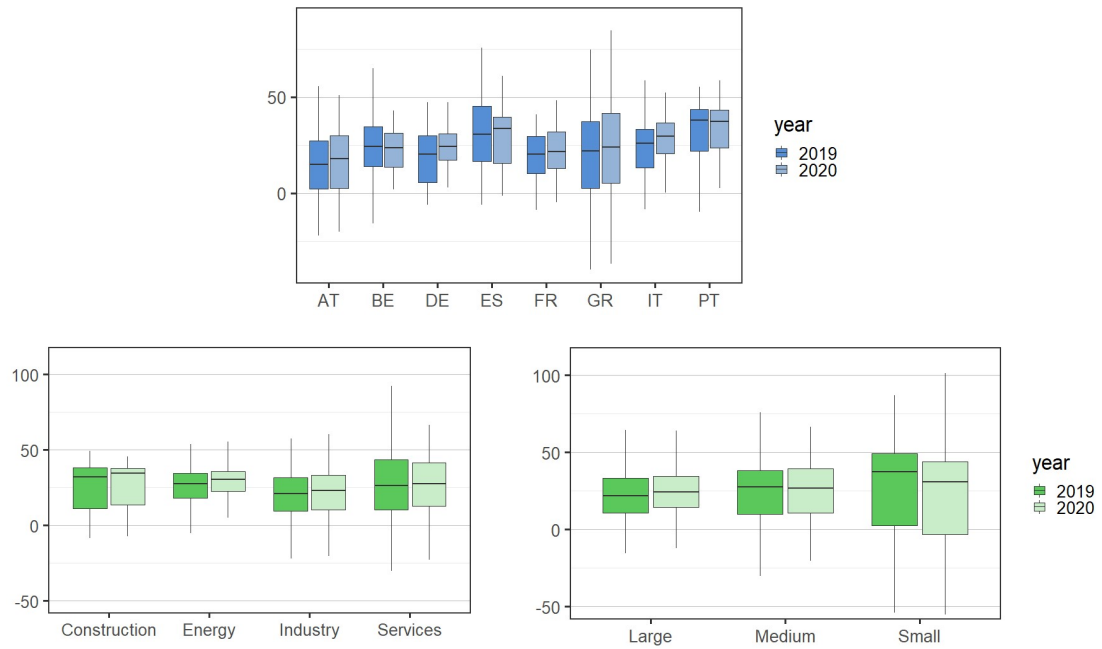 50
0
AT BE DE ES FR GR IT PT
year
2019
2020
100
50
0
-50
Construction Energy Industry Services
100
50
0
-50
Large Medium Small
year
2019
2020